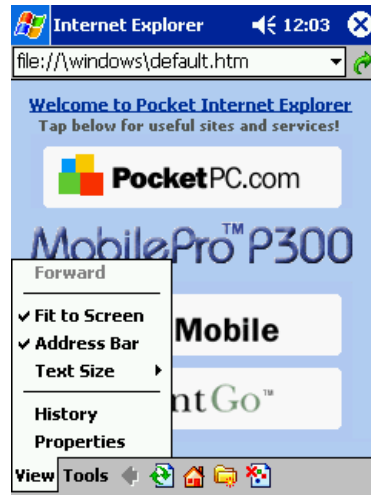 Internet Explorer 12:03
file://\windows\default.htm
Welcome to Pocket Internet Explorer
Tap below for useful sites and services!
PocketPC.com
MobilePro™ P300
Forward
Fit to Screen
Mobile
Address Bar
Text Size
ntGo™
History
Properties
View Tools